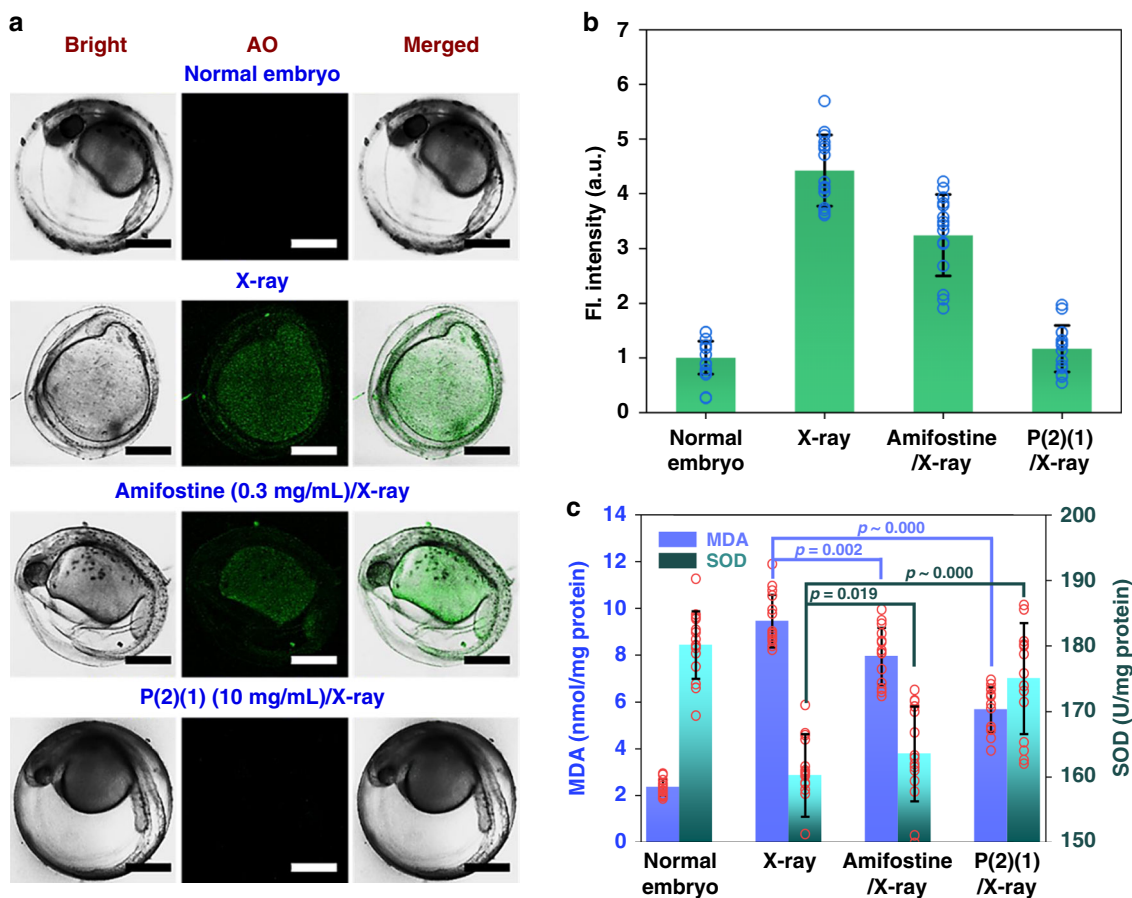 a
Bright AO Merged
Normal embryo
X-ray
Amifostine (0.3 mg/mL)/X-ray
P(2)(1) (10 mg/mL)/X-ray
b
Fl. intensity (a.u.)
7
6
5
4
3
2
1
0
Normal embryo
X-ray
Amifostine /X-ray
P(2)(1) /X-ray
c
MDA (nmol/mg protein)
14
12
10
8
6
4
2
0
MDA
SOD
p ~ 0.000
p = 0.002
p ~ 0.000
p = 0.019
200
190
180
170
160
150
SOD (U/mg protein)
Normal embryo
X-ray
Amifostine /X-ray
P(2)(1) /X-ray